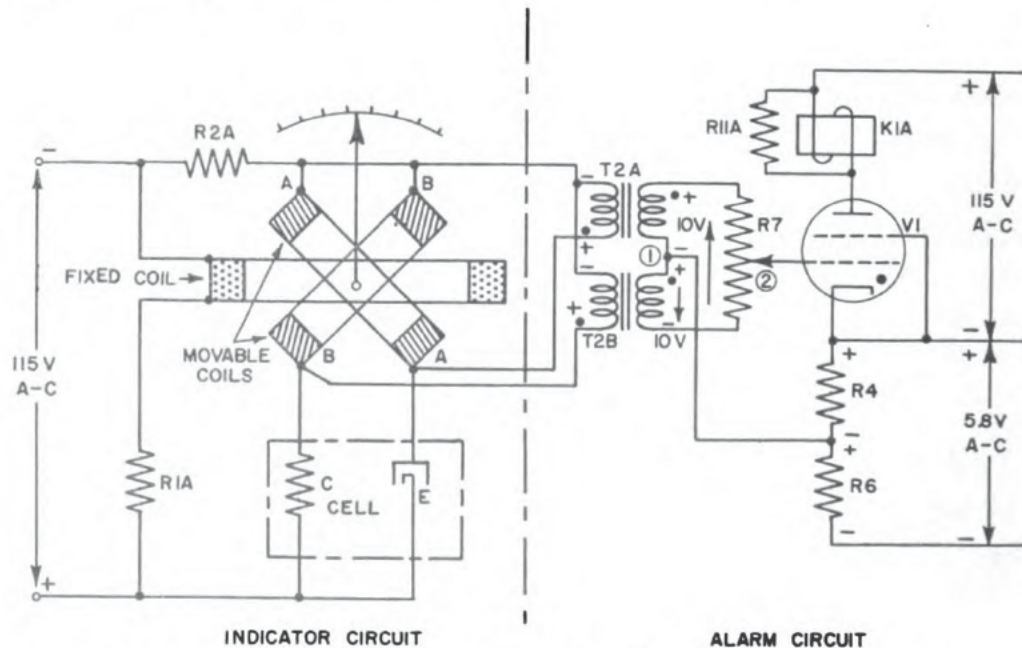 R2A
A
B
FIXED COIL
MOVABLE
COILS
B
A
115 V
A-C
R1A
C
CELL
E
-
+
T2A
-
+
+
-
10V
①
-
+
+
-
T2B
10V
R7
②
R11A
K1A
V1
+
115 V
A-C
-
+
R4
-
+
5.8V
A-C
R6
-
-
+
INDICATOR CIRCUIT
ALARM CIRCUIT